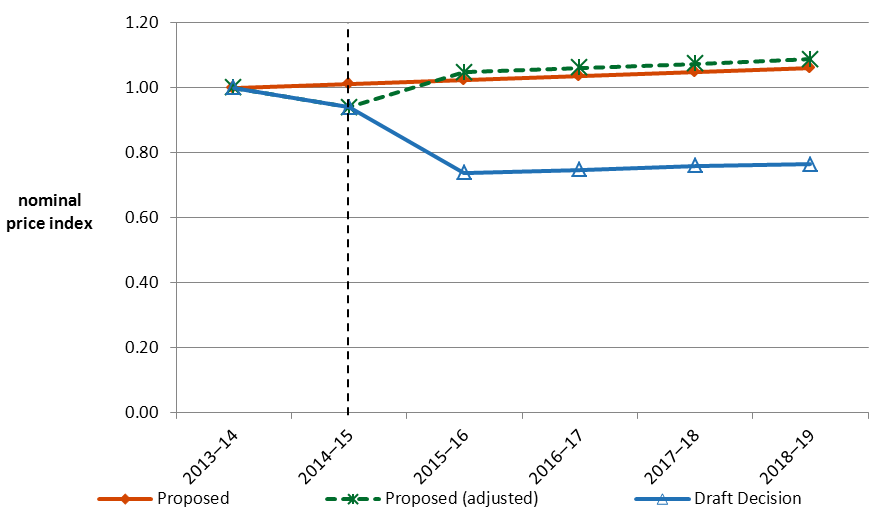 1.20
1.00
0.80
nominal
price index
0.60
0.40
0.20
0.00
2013–14
2014–15
2015–16
2016–17
2017–18
2018–19
Proposed
Proposed (adjusted)
Draft Decision